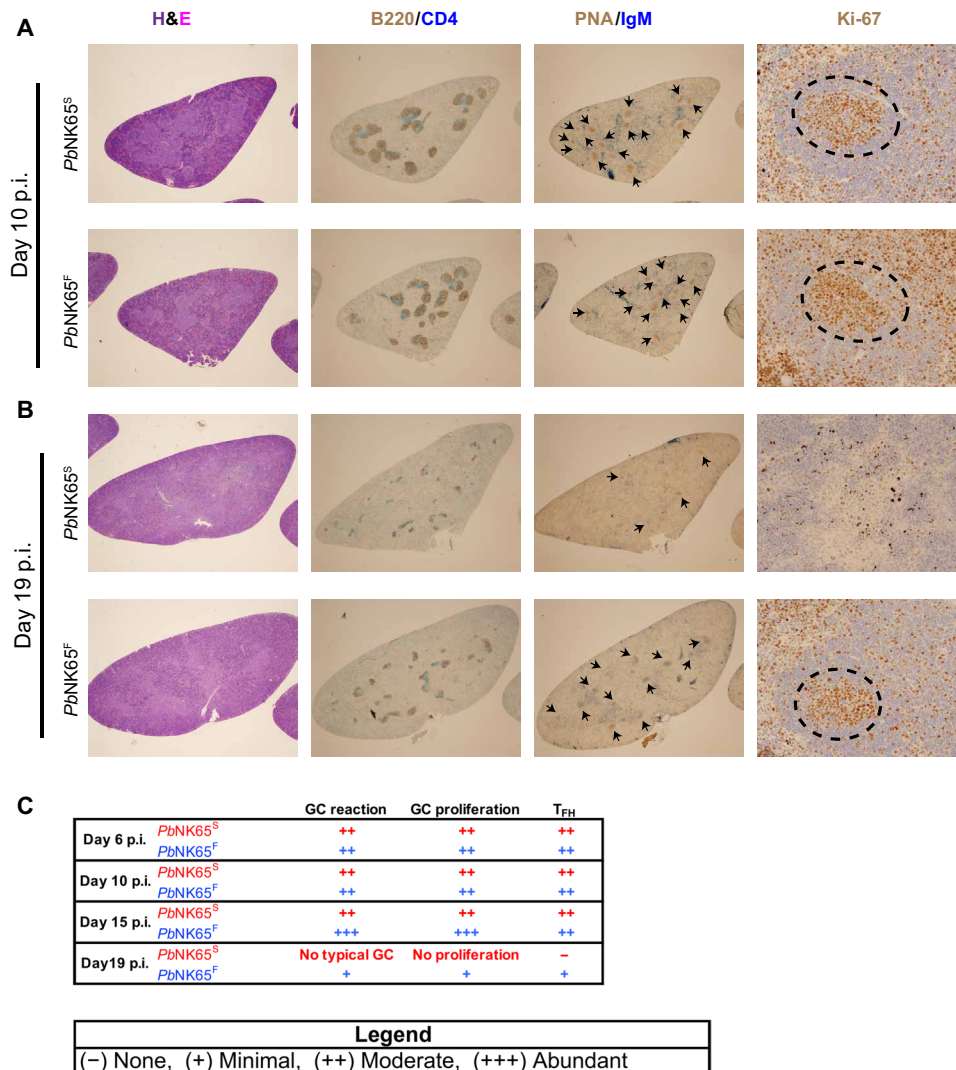 H&E B220/CD4 PNA/IgM Ki-67
A
Day 10 p.i.
PbNK65S
PbNK65F
B
Day 19 p.i.
PbNK65S
PbNK65F
C
GC reaction GC proliferation TFH
Day 6 p.i. PbNK65S ++ ++ ++
PbNK65F ++ ++ ++
Day 10 p.i. PbNK65S ++ ++ ++
PbNK65F ++ ++ ++
Day 15 p.i. PbNK65S ++ ++ ++
PbNK65F +++ +++ ++
Day19 p.i. PbNK65S No typical GC No proliferation −
PbNK65F + + +
Legend
(−) None, (+) Minimal, (++) Moderate, (+++) Abundant